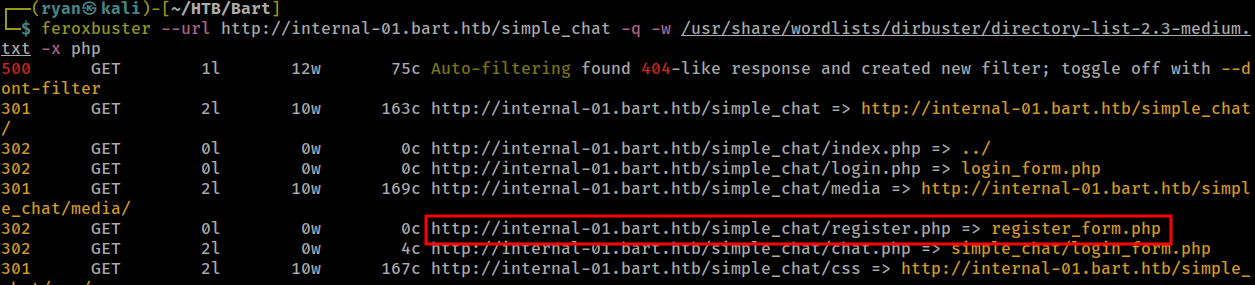 (ryan㉿kali)-[~/HTB/Bart]
$ feroxbuster --url http://internal-01.bart.htb/simple_chat -q -w /usr/share/wordlists/dirbuster/directory-list-2.3-medium.
txt -x php
500 GET 1l 12w 75c Auto-filtering found 404-like response and created new filter; toggle off with --d
ont-filter
301 GET 2l 10w 163c http://internal-01.bart.htb/simple_chat => http://internal-01.bart.htb/simple_chat
/
302 GET 0l 0w 0c http://internal-01.bart.htb/simple_chat/index.php => ../
302 GET 0l 0w 0c http://internal-01.bart.htb/simple_chat/login.php => login_form.php
301 GET 2l 10w 169c http://internal-01.bart.htb/simple_chat/media => http://internal-01.bart.htb/simpl
e_chat/media/
302 GET 0l 0w 0c http://internal-01.bart.htb/simple_chat/register.php => register_form.php
302 GET 2l 0w 4c http://internal-01.bart.htb/simple_chat/chat.php => simple_chat/login_form.php
301 GET 2l 10w 167c http://internal-01.bart.htb/simple_chat/css => http://internal-01.bart.htb/simple_